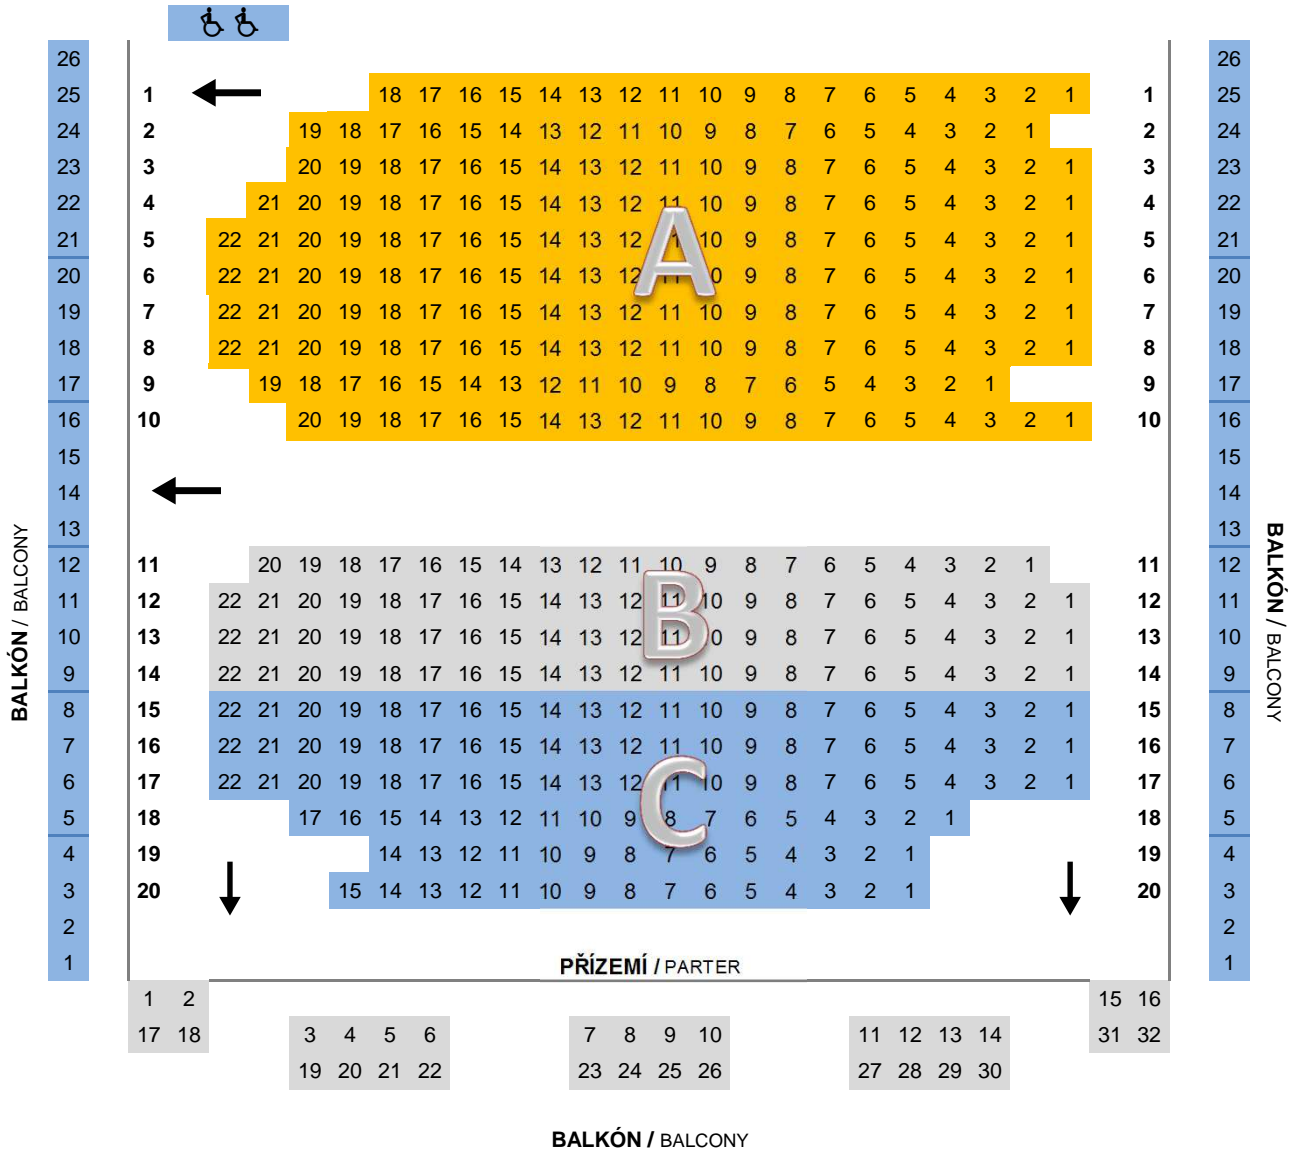 26 26
25 1 18 17 16 15 14 13 12 11 10 9 8 7 6 5 4 3 2 1 1 25
24 2 19 18 17 16 15 14 13 12 11 10 9 8 7 6 5 4 3 2 1 2 24
23 3 20 19 18 17 16 15 14 13 12 11 10 9 8 7 6 5 4 3 2 1 3 23
22 4 21 20 19 18 17 16 15 14 13 12 11 10 9 8 7 6 5 4 3 2 1 4 22
21 5 22 21 20 19 18 17 16 15 14 13 12 11 10 9 8 7 6 5 4 3 2 1 5 21
A
20 6 22 21 20 19 18 17 16 15 14 13 12 11 10 9 8 7 6 5 4 3 2 1 6 20
19 7 22 21 20 19 18 17 16 15 14 13 12 11 10 9 8 7 6 5 4 3 2 1 7 19
18 8 22 21 20 19 18 17 16 15 14 13 12 11 10 9 8 7 6 5 4 3 2 1 8 18
17 9 19 18 17 16 15 14 13 12 11 10 9 8 7 6 5 4 3 2 1 9 17
16 10 20 19 18 17 16 15 14 13 12 11 10 9 8 7 6 5 4 3 2 1 10 16
15 15
14 14
13 13
12 11 20 19 18 17 16 15 14 13 12 11 10 9 8 7 6 5 4 3 2 1 11 12
11 12 22 21 20 19 18 17 16 15 14 13 12 11 10 9 8 7 6 5 4 3 2 1 12 11
B
10 13 22 21 20 19 18 17 16 15 14 13 12 11 10 9 8 7 6 5 4 3 2 1 13 10
9 14 22 21 20 19 18 17 16 15 14 13 12 11 10 9 8 7 6 5 4 3 2 1 14 9
BALKÓN / BALCONY
BALKÓN / BALCONY
8 15 22 21 20 19 18 17 16 15 14 13 12 11 10 9 8 7 6 5 4 3 2 1 15 8
7 16 22 21 20 19 18 17 16 15 14 13 12 11 10 9 8 7 6 5 4 3 2 1 16 7
6 17 22 21 20 19 18 17 16 15 14 13 12 11 10 9 8 7 6 5 4 3 2 1 17 6
C
5 18 17 16 15 14 13 12 11 10 9 8 7 6 5 4 3 2 1 18 5
4 19 14 13 12 11 10 9 8 7 6 5 4 3 2 1 19 4
3 20 15 14 13 12 11 10 9 8 7 6 5 4 3 2 1 20 3
2 2
1 1
PŘÍZEMÍ / PARTER
1 2 15 16
17 18 3 4 5 6 7 8 9 10 11 12 13 14 31 32
19 20 21 22 23 24 25 26 27 28 29 30
BALKÓN / BALCONY